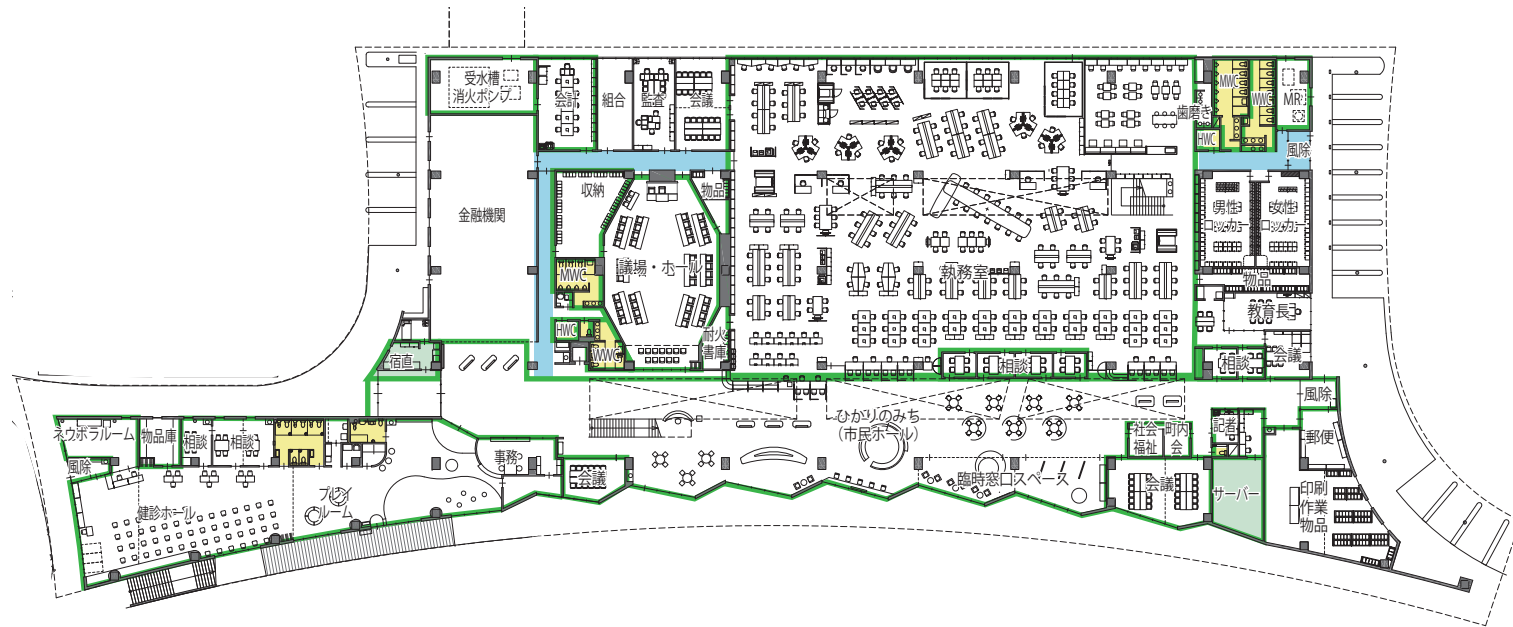 受水槽
消火ポンプ
会計
組合
監査
会議
歯磨き
MWC
WWC
MR
HWC
風除
金融機関
収納
物品
議場・ホール
執務室
男性
ロッカー
女性
ロッカー
MWC
HWC
WWC
耐火
書庫
物品
教育長
会議
相談
相談
宿直
風除
ネウボラルーム
物品庫
相談
相談
風除
事務
会議
ひかりのみち
(市民ホール)
社会
福祉
町内
会
記者
郵便
臨時窓口スペース
会議
サーバー
印刷
作業
物品
健診ホール
プレイ
ルーム